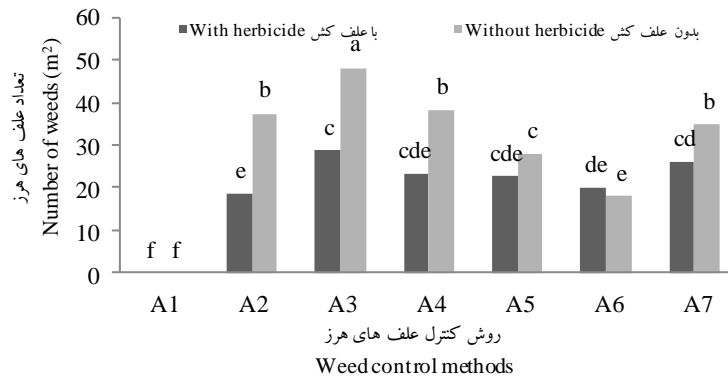 با علف کش With herbicide بدون علف کش Without herbicide
تعداد علف های هرز
Number of weeds (m²)
60
50
40
30
20
10
0
f f
e b
c a
cde b
cde c
de e
cd b
A1 A2 A3 A4 A5 A6 A7
روش کنترل علف های هرز
Weed control methods